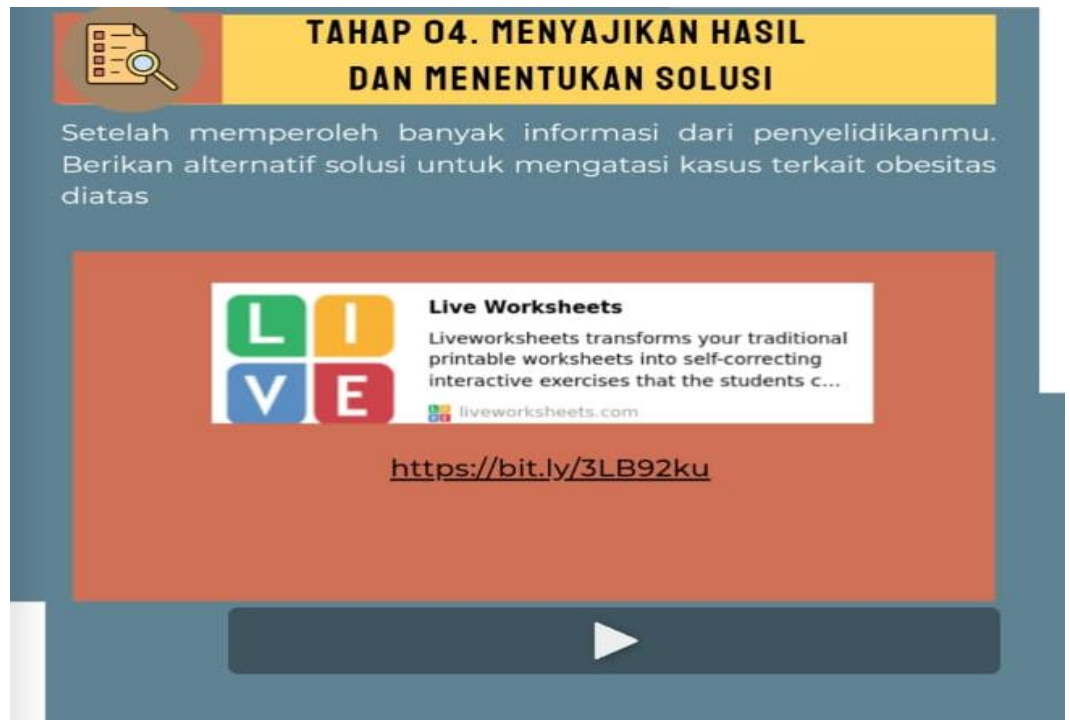 TAHAP 04. MENYAJIKAN HASIL
DAN MENENTUKAN SOLUSI
Setelah memperoleh banyak informasi dari penyelidikanmu.
Berikan alternatif solusi untuk mengatasi kasus terkait obesitas
diatas
L I
V E
Live Worksheets
Liveworksheets transforms your traditional
printable worksheets into self-correcting
interactive exercises that the students c...
liveworksheets.com
https://bit.ly/3LB92ku